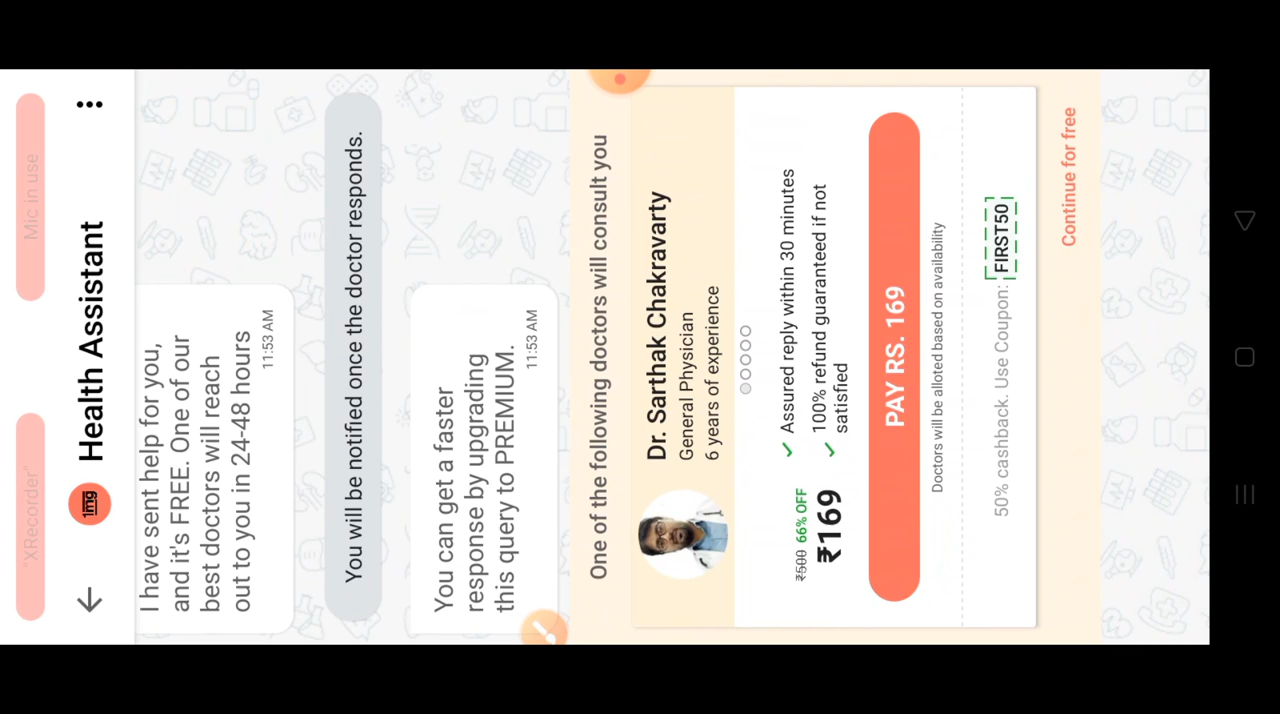 "XRecorder"
Mic in use
1mg
Health Assistant
I have sent help for you,
and it's FREE. One of our
best doctors will reach
out to you in 24-48 hours
11:53 AM
You will be notified once the doctor responds.
You can get a faster
response by upgrading
this query to PREMIUM.
11:53 AM
One of the following doctors will consult you
Dr. Sarthak Chakravarty
General Physician
6 years of experience
₹500 66% OFF
₹169
Assured reply within 30 minutes
100% refund guaranteed if not
satisfied
PAY RS. 169
Doctors will be alloted based on availability
50% cashback. Use Coupon: FIRST50
Continue for free